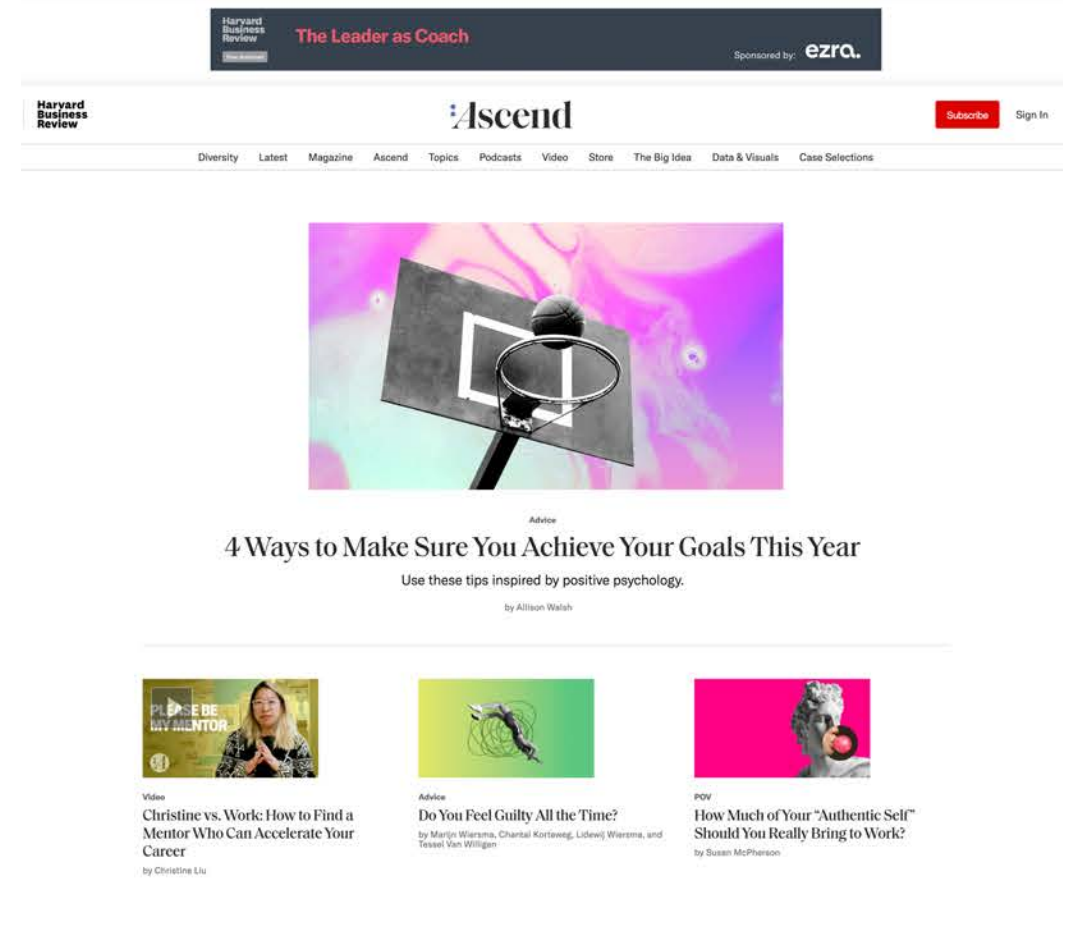 Harvard
Business
Review
The Leader as Coach
Sponsored by: ezra.
Harvard
Business
Review
Ascend
Subscribe
Sign In
Diversity Latest Magazine Ascend Topics Podcasts Video Store The Big Idea Data & Visuals Case Selections
Advice
4 Ways to Make Sure You Achieve Your Goals This Year
Use these tips inspired by positive psychology.
by Allison Walsh
PLEASE BE
MY MENTOR
Video
Christine vs. Work: How to Find a
Mentor Who Can Accelerate Your
Career
by Christine Liu
Advice
Do You Feel Guilty All the Time?
by Marijn Wiersma, Chantal Korteweg, Lidewij Wiersma, and
Tessel Van Willigen
POV
How Much of Your “Authentic Self”
Should You Really Bring to Work?
by Susan McPherson